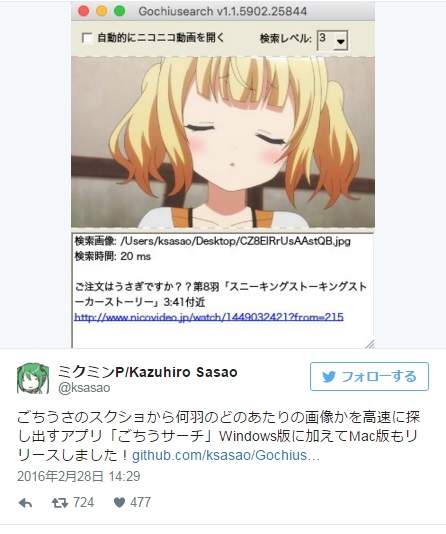 Gochiusearch v1.1.5902.25844
自動的にニコニコ動画を開く 検索レベル: 3
検索画像: /Users/ksasao/Desktop/CZ8ElRrUsAAstQB.jpg
検索時間: 20 ms
ご注文はうさぎですか？？第8羽「スニーキングストーキングスト
ーカーストーリー」3:41付近
http://www.nicovideo.jp/watch/1449032421?from=215
ミクミンP/Kazuhiro Sasao
@ksasao
フォローする
ごちうさのスクショから何羽のどのあたりの画像かを高速に探
し出すアプリ「ごちうサーチ」Windows版に加えてMac版もリ
リースしました！github.com/ksasao/Gochius…
2016年2月28日 14:29
724 477